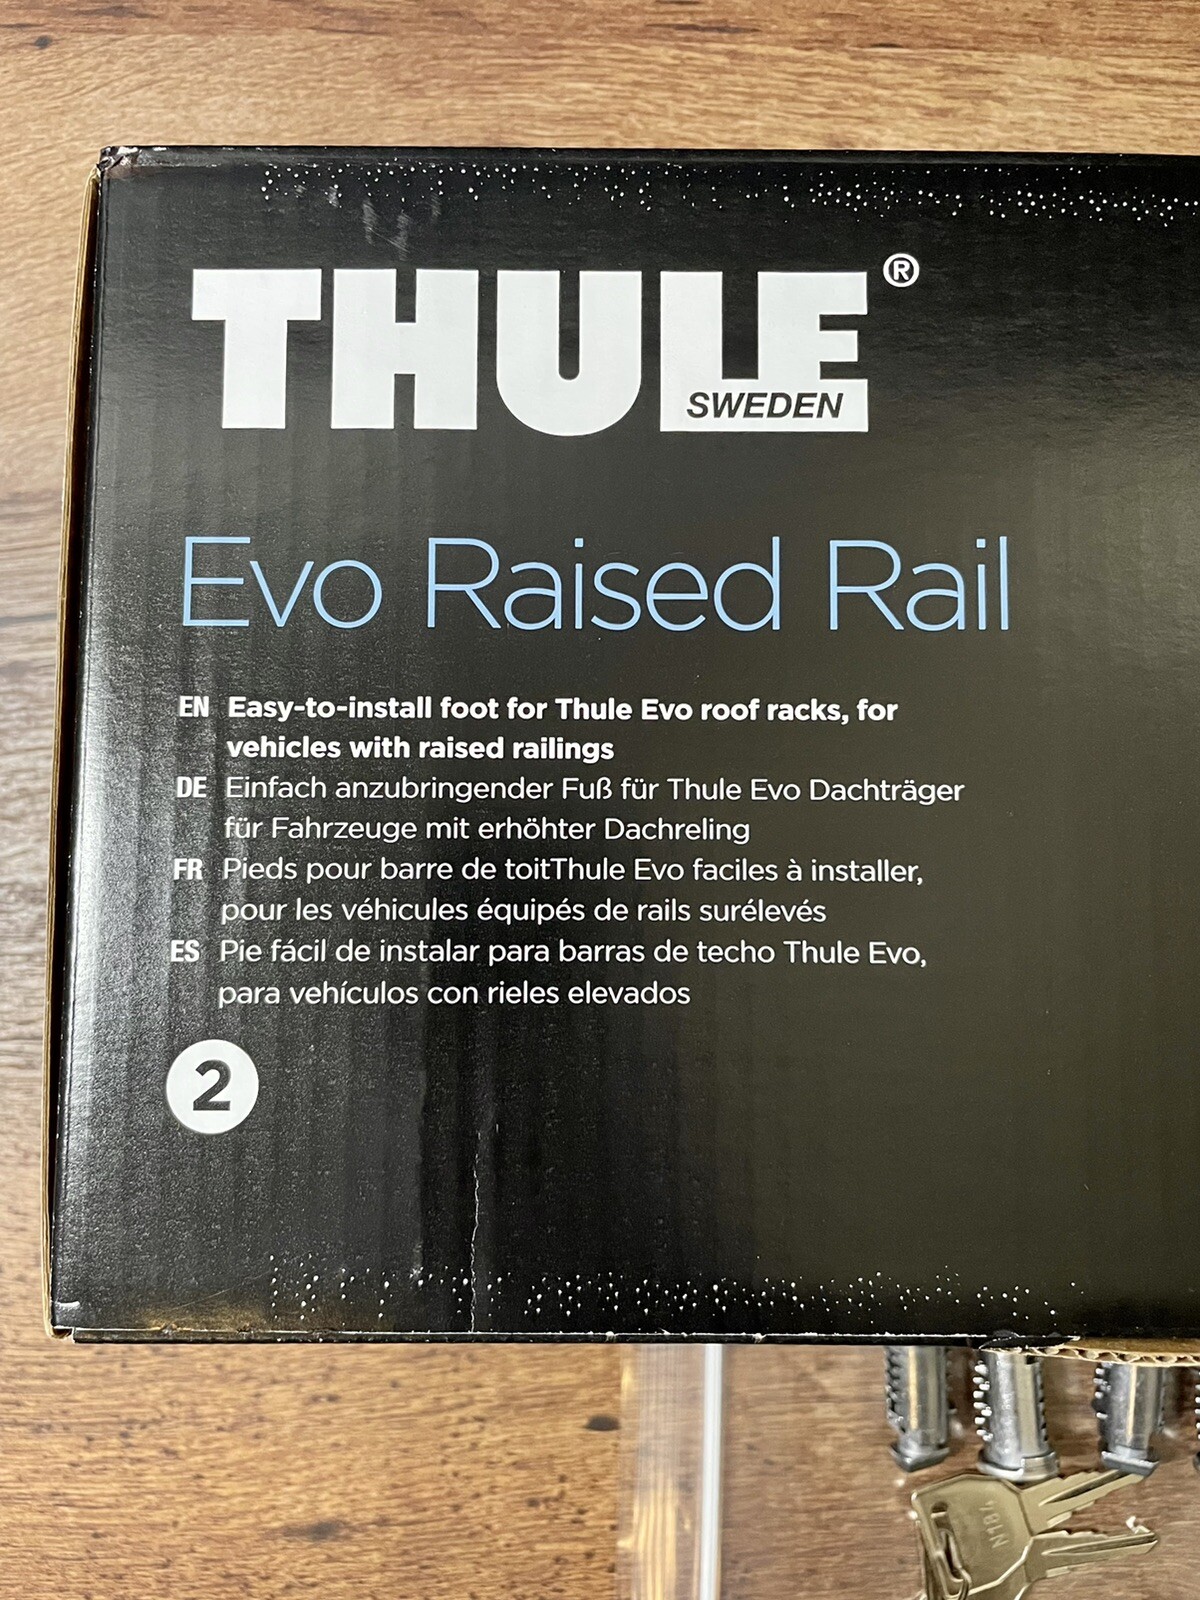 THULE®
SWEDEN
Evo Raised Rail
EN Easy-to-install foot for Thule Evo roof racks, for
vehicles with raised railings
DE Einfach anzubringender Fuß für Thule Evo Dachträger
für Fahrzeuge mit erhöhter Dachreling
FR Pieds pour barre de toitThule Evo faciles à installer,
pour les véhicules équipés de rails surélevés
ES Pie fácil de instalar para barras de techo Thule Evo,
para vehículos con rieles elevados
2
N184